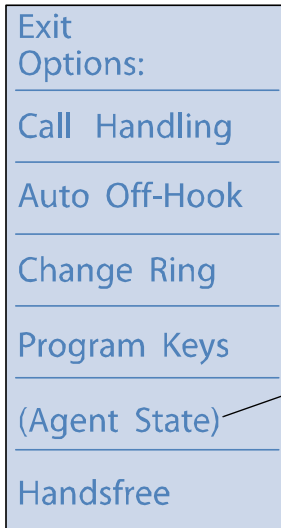 Exit
Options:
Call Handling
Auto Off-Hook
Change Ring
Program Keys
(Agent State)
Handsfree